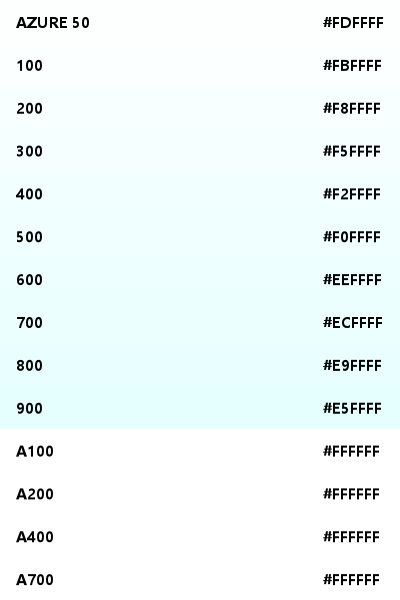 AZURE 50 #FDFFFF
100 #FBFFFF
200 #F8FFFF
300 #F5FFFF
400 #F2FFFF
500 #F0FFFF
600 #EEFFFF
700 #ECFFFF
800 #E9FFFF
900 #E5FFFF
A100 #FFFFFF
A200 #FFFFFF
A400 #FFFFFF
A700 #FFFFFF